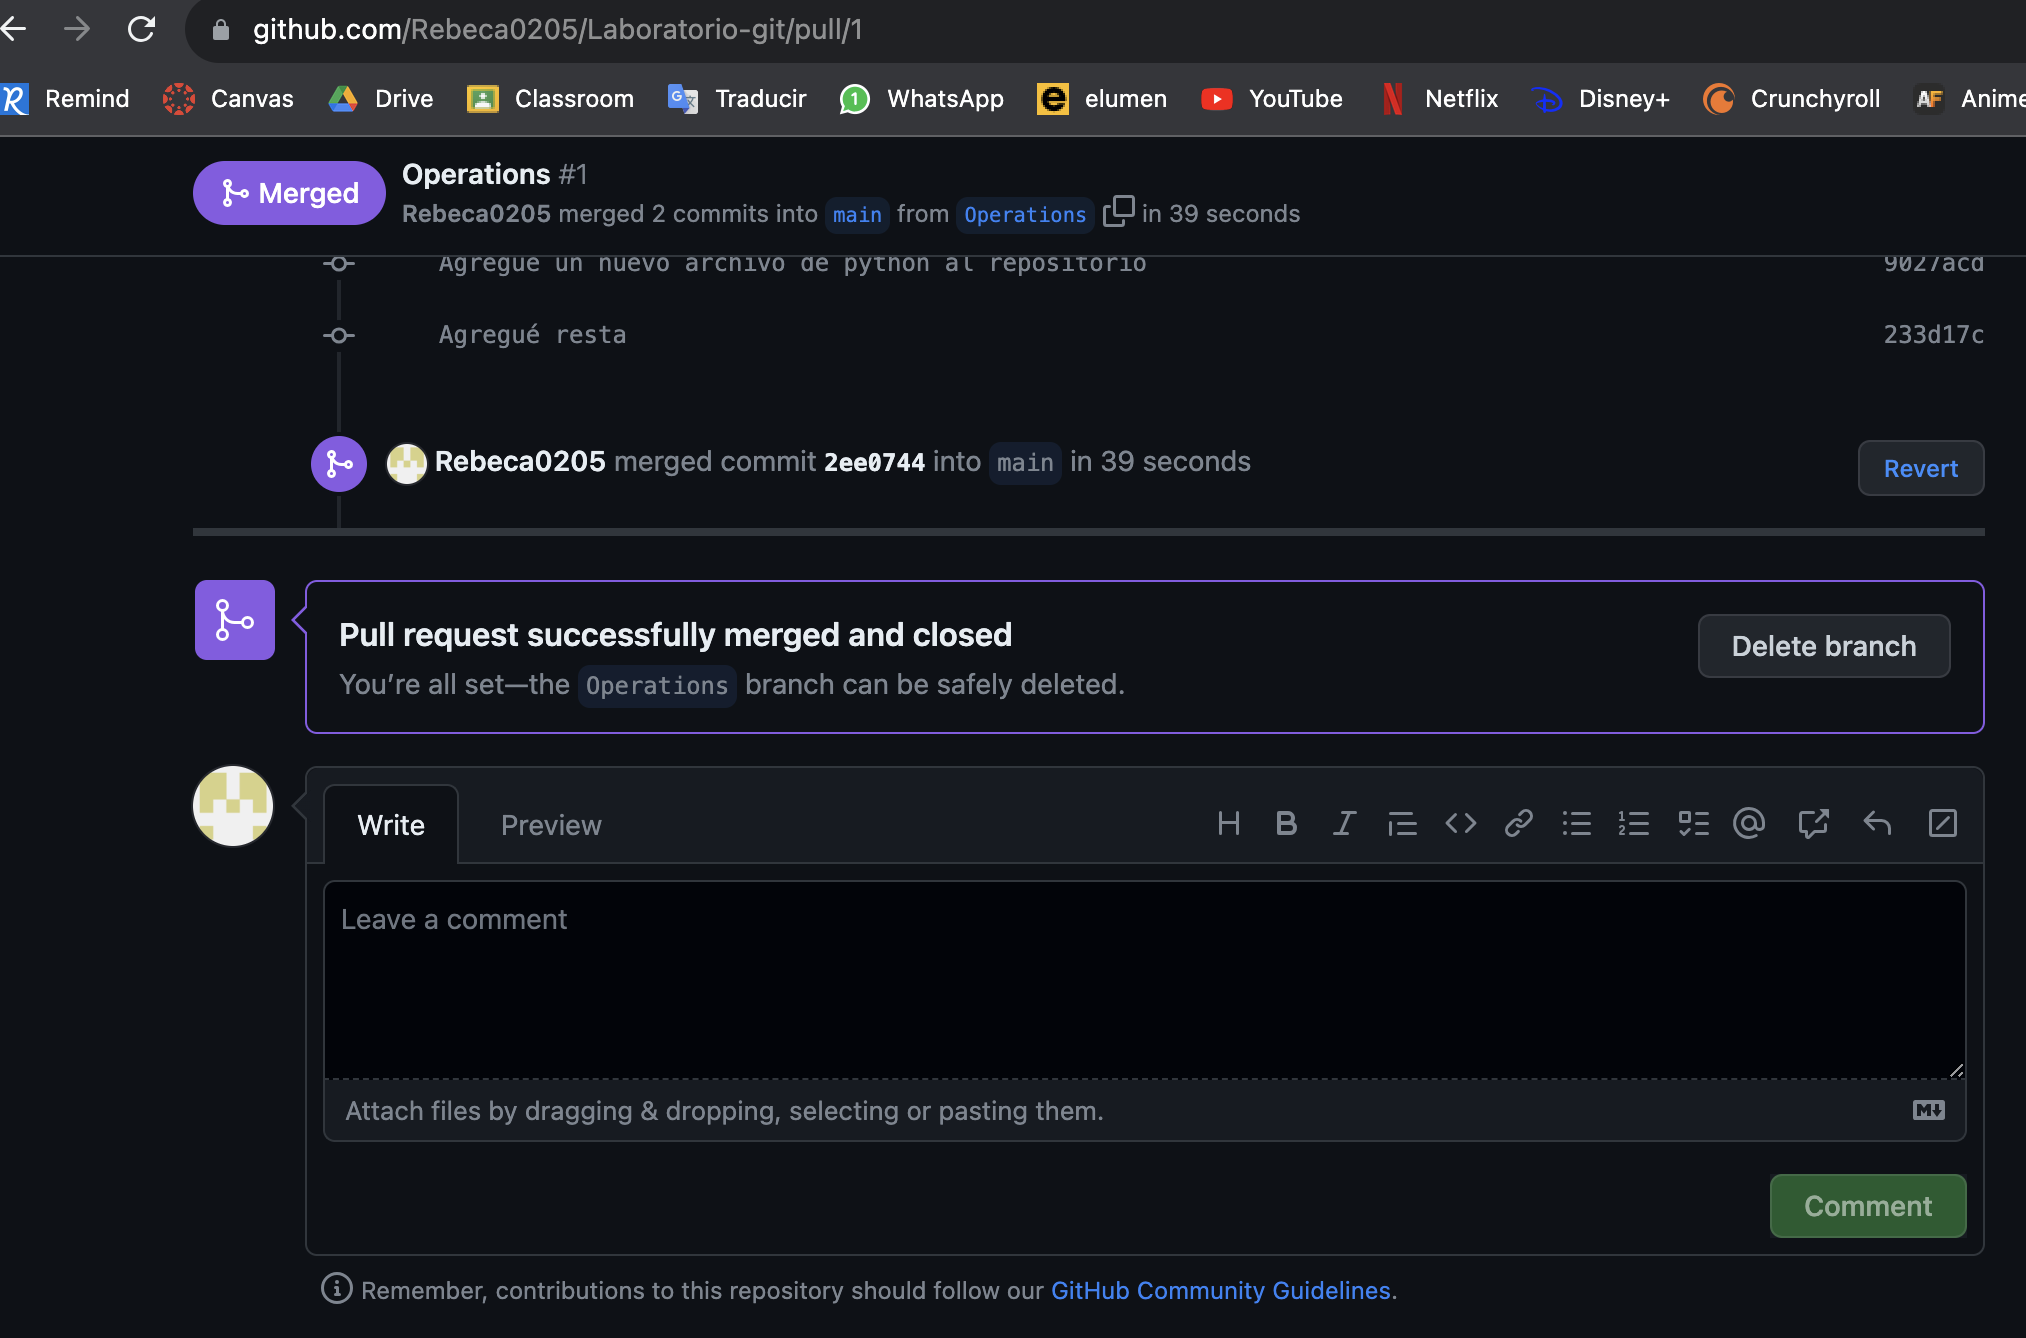 github.com/Rebeca0205/Laboratorio-git/pull/1
Remind Canvas Drive Classroom Traducir WhatsApp elumen YouTube Netflix Disney+ Crunchyroll AF Anime
Merged
Operations #1
Rebeca0205 merged 2 commits into main from Operations in 39 seconds
Agregué un nuevo archivo de python al repositorio 9027acd
Agregué resta 233d17c
Rebeca0205 merged commit 2ee0744 into main in 39 seconds
Revert
Pull request successfully merged and closed
You’re all set—the Operations branch can be safely deleted.
Delete branch
Write Preview
Leave a comment
Attach files by dragging & dropping, selecting or pasting them.
Comment
Remember, contributions to this repository should follow our GitHub Community Guidelines.